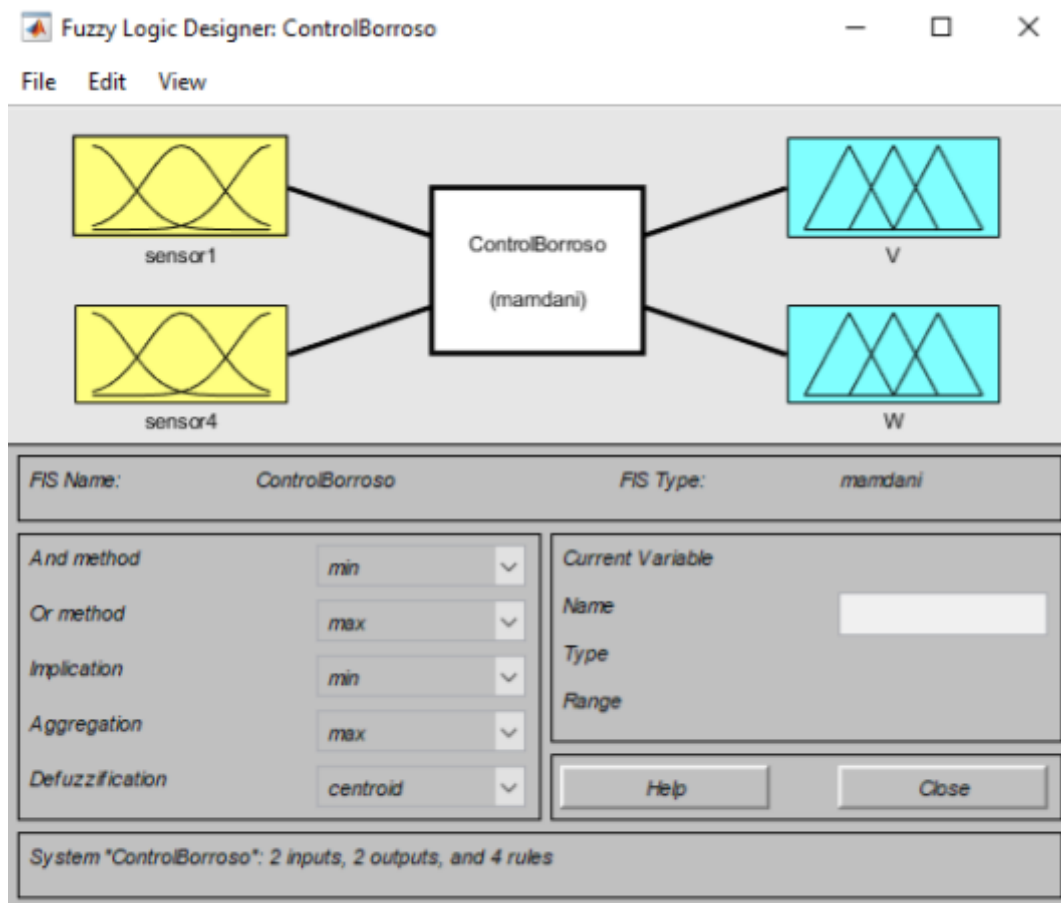 Fuzzy Logic Designer: ControlBorroso
File Edit View
sensor1
sensor4
ControlBorroso
(mamdani)
V
W
FIS Name: ControlBorroso FIS Type: mamdani
And method min
Or method max
Implication min
Aggregation max
Defuzzification centroid
Current Variable
Name
Type
Range
Help Close
System "ControlBorroso": 2 inputs, 2 outputs, and 4 rules